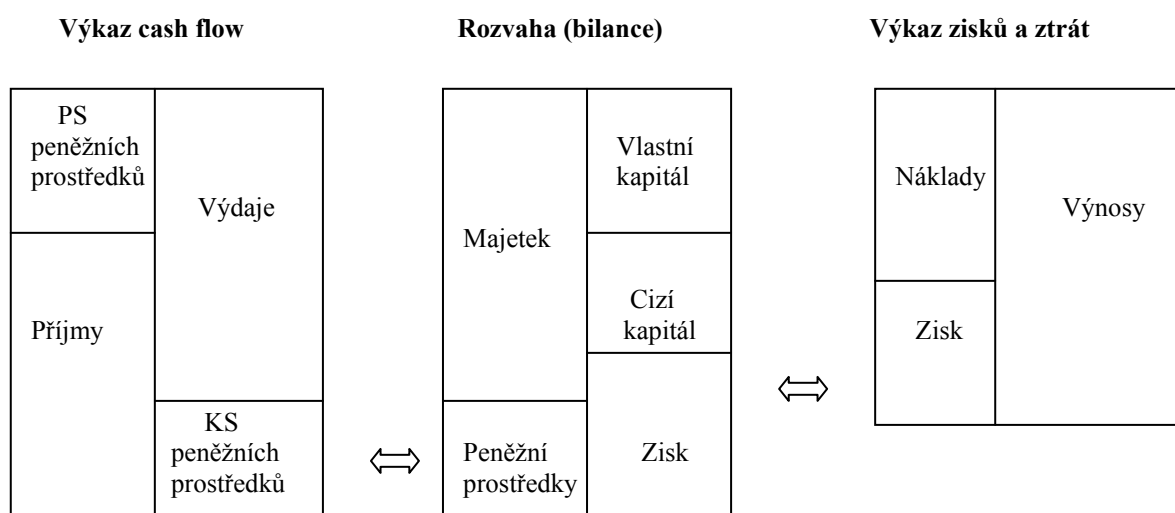 Výkaz cash flow
Rozvaha (bilance)
Výkaz zisků a ztrát
PS
peněžních
prostředků
Výdaje
Příjmy
KS
peněžních
prostředků
Majetek
Vlastní
kapitál
Cizí
kapitál
Peněžní
prostředky
Zisk
Náklady
Výnosy
Zisk